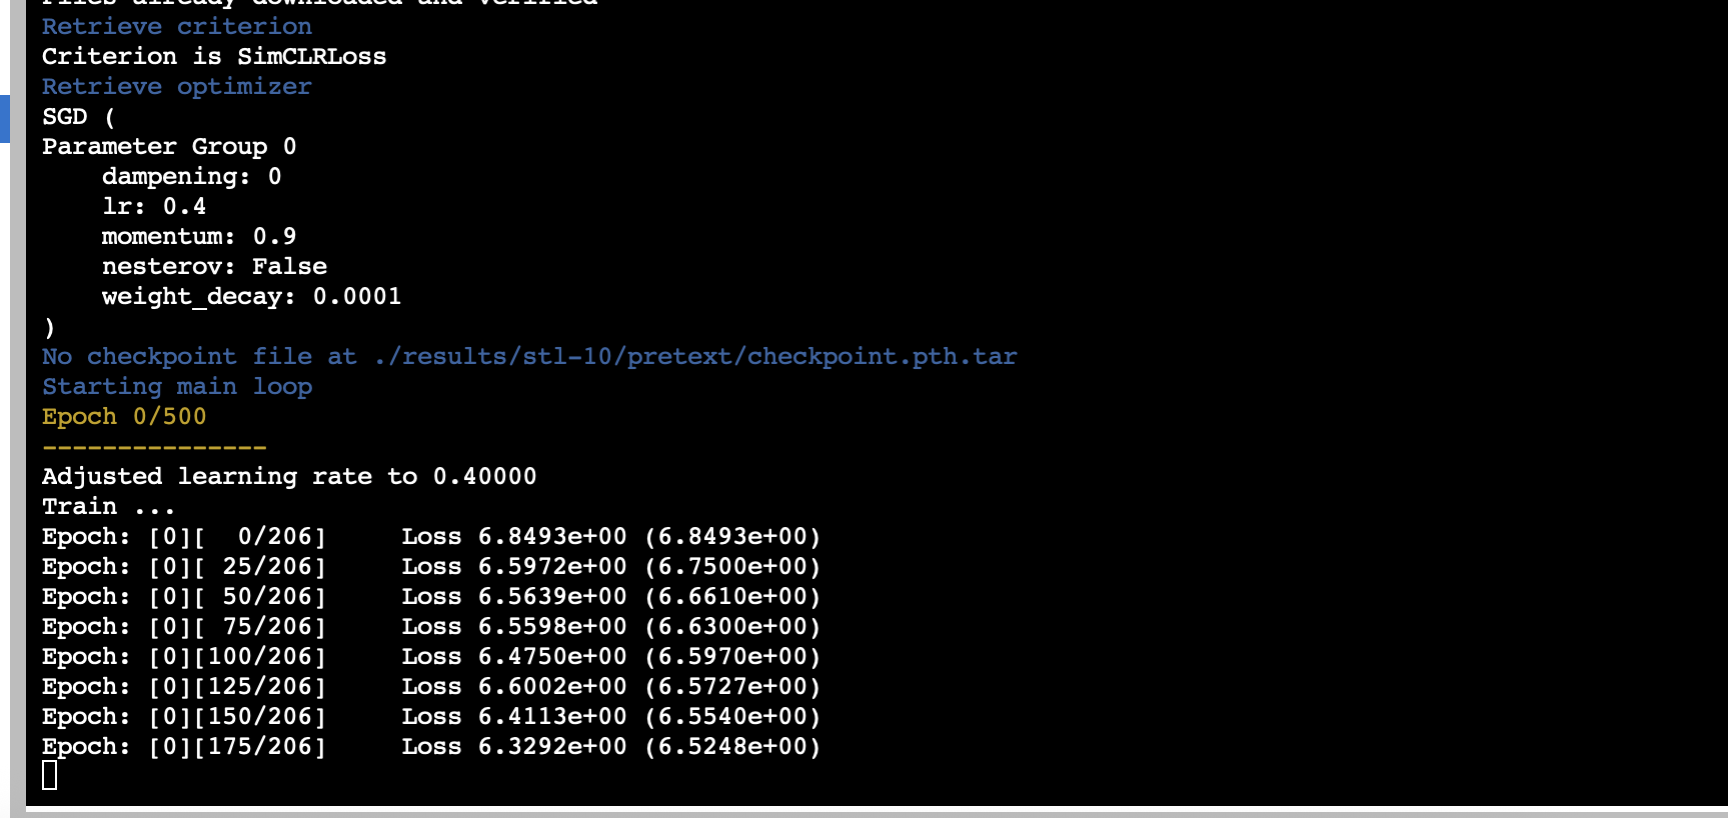 Files already downloaded and verified
Retrieve criterion
Criterion is SimCLRLoss
Retrieve optimizer
SGD (
Parameter Group 0
    dampening: 0
    lr: 0.4
    momentum: 0.9
    nesterov: False
    weight_decay: 0.0001
)
No checkpoint file at ./results/stl-10/pretext/checkpoint.pth.tar
Starting main loop
Epoch 0/500
---------------
Adjusted learning rate to 0.40000
Train ...
Epoch: [0][  0/206]     Loss 6.8493e+00 (6.8493e+00)
Epoch: [0][ 25/206]     Loss 6.5972e+00 (6.7500e+00)
Epoch: [0][ 50/206]     Loss 6.5639e+00 (6.6610e+00)
Epoch: [0][ 75/206]     Loss 6.5598e+00 (6.6300e+00)
Epoch: [0][100/206]     Loss 6.4750e+00 (6.5970e+00)
Epoch: [0][125/206]     Loss 6.6002e+00 (6.5727e+00)
Epoch: [0][150/206]     Loss 6.4113e+00 (6.5540e+00)
Epoch: [0][175/206]     Loss 6.3292e+00 (6.5248e+00)